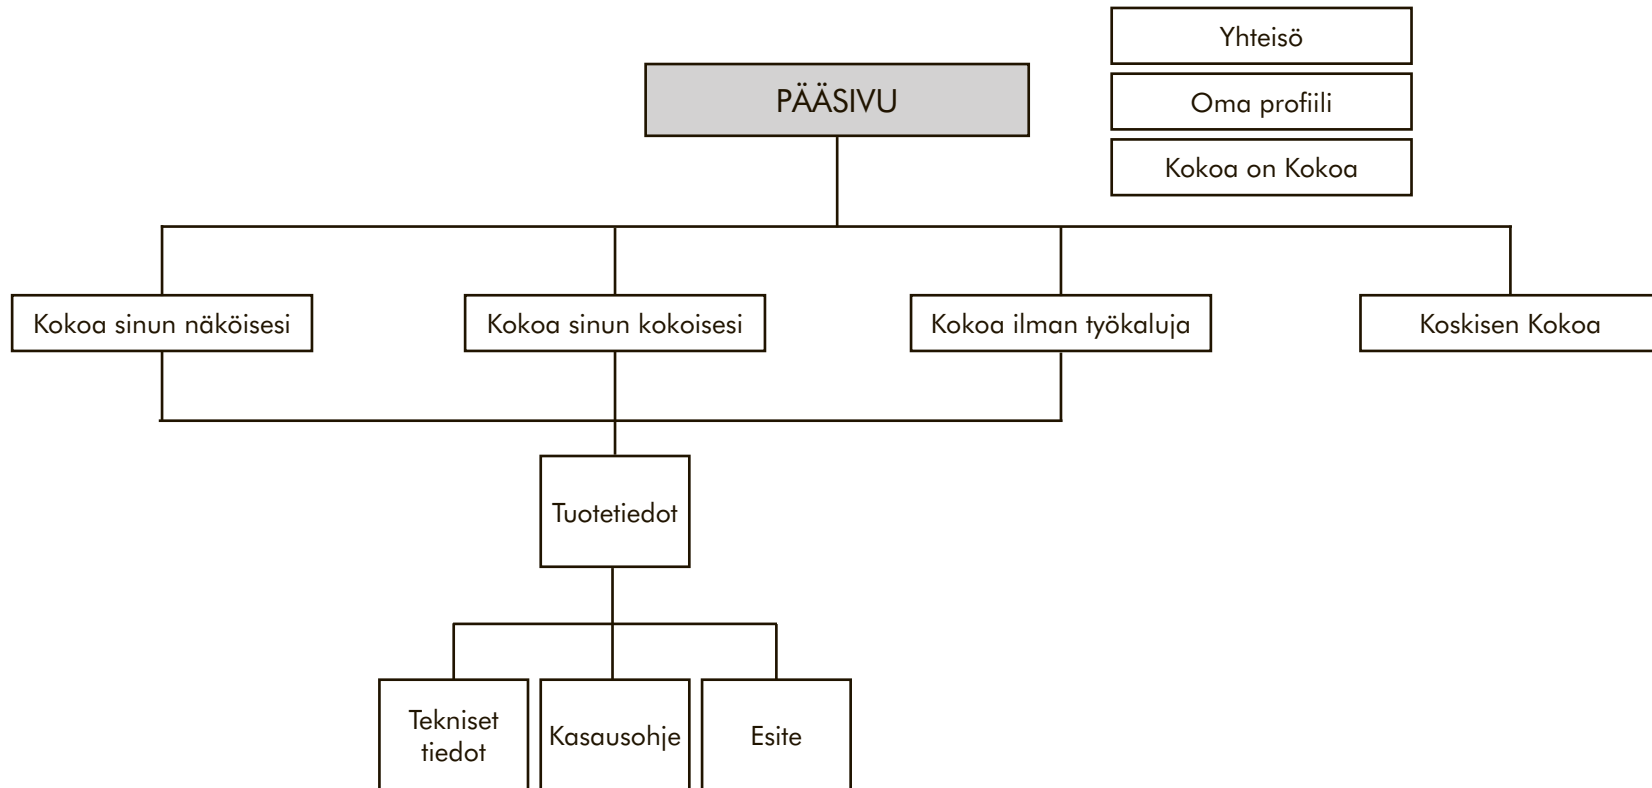 Yhteisö
PÄÄSIVU
Oma profiili
Kokoa on Kokoa
Kokoa sinun näköisesi
Kokoa sinun kokoisesi
Kokoa ilman työkaluja
Koskisen Kokoa
Tuotetiedot
Tekniset
tiedot
Kasausohje
Esite